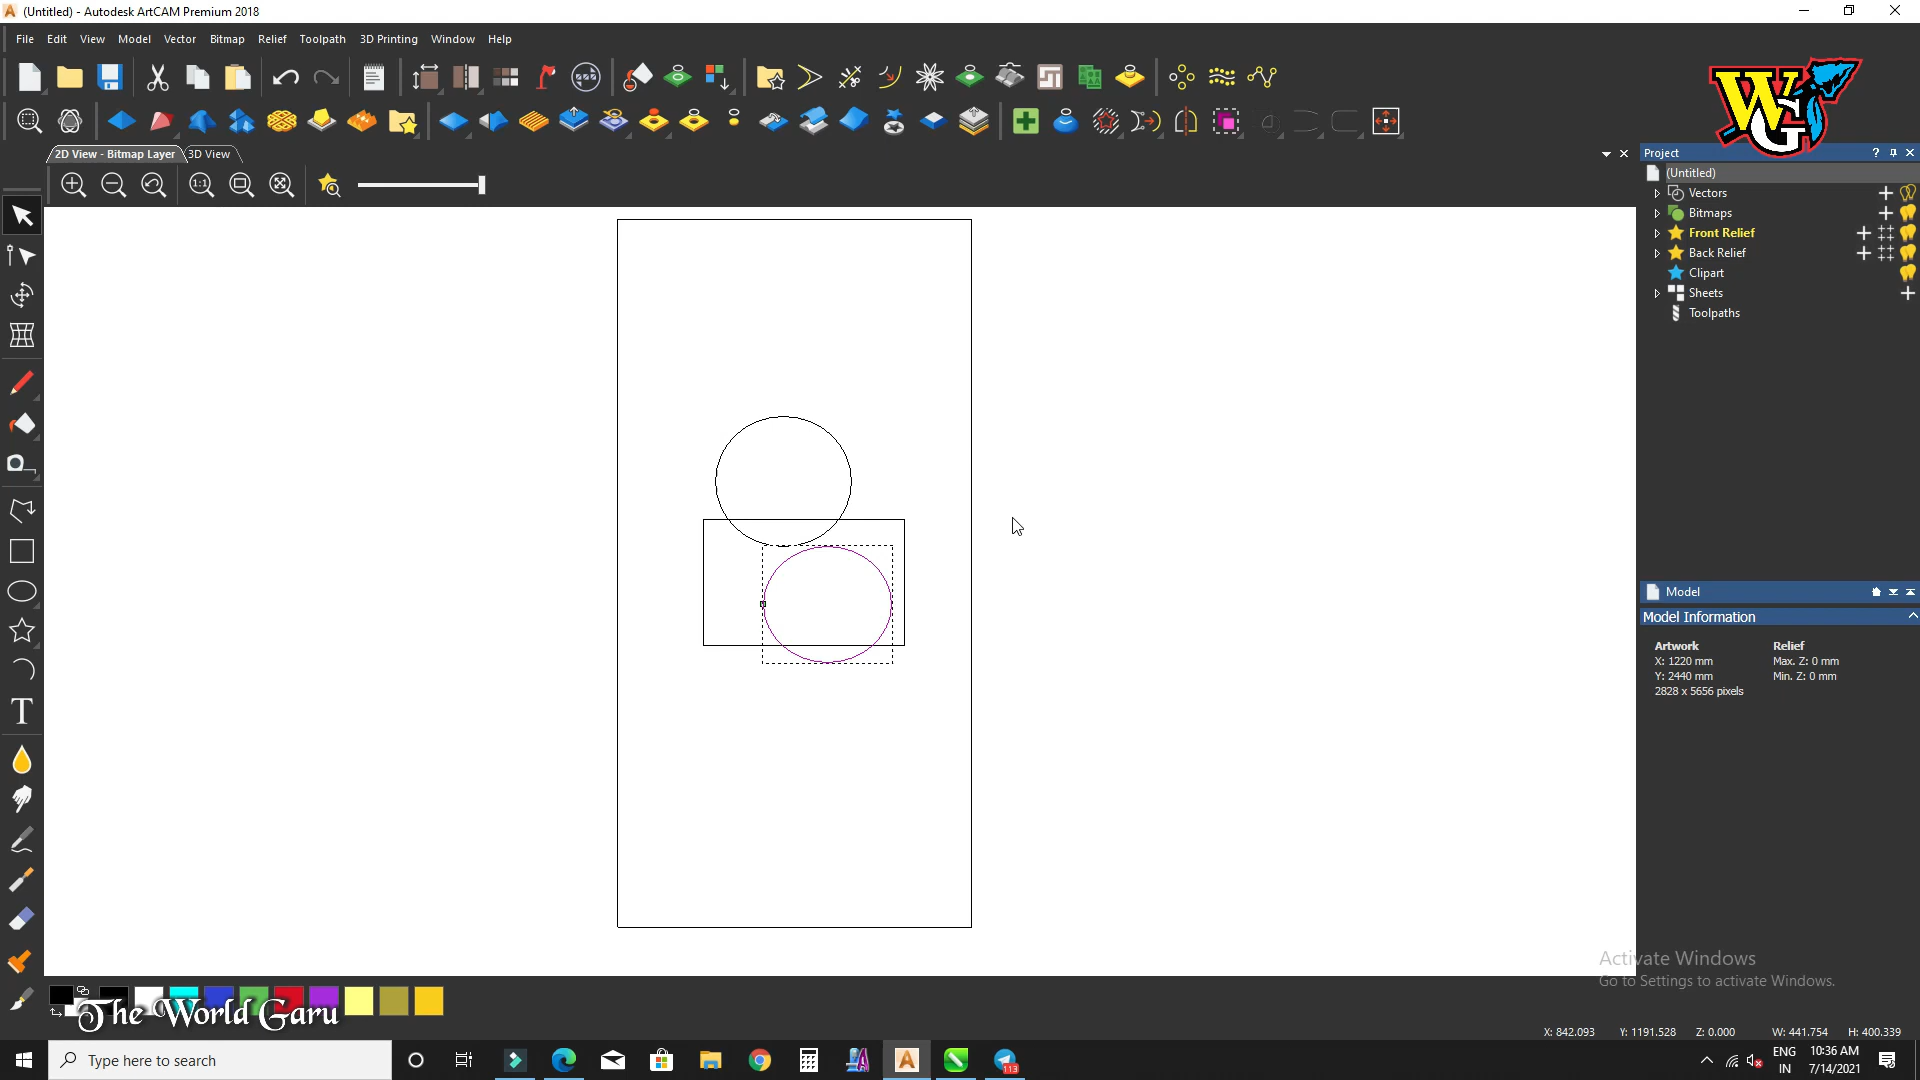 (Untitled) - Autodesk ArtCAM Premium 2018
File Edit View Model Vector Bitmap Relief Toolpath 3D Printing Window Help
WSG
2D View - Bitmap Layer 3D View
Project
(Untitled)
1:1
Vectors
Bitmaps
Front Relief
Back Relief
Clipart
Sheets
Toolpaths
Model
Model Information
Artwork Relief
X: 1220 mm Max. Z: 0 mm
Y: 2440 mm Min. Z: 0 mm
2828 x 5656 pixels
T
Activate Windows
Go to Settings to activate Windows.
The World Garu
X: 842.093 Y: 1191.528 Z: 0.000 W: 441.754 H: 400.339
Type here to search
113
ENG
IN
10:36 AM
7/14/2021